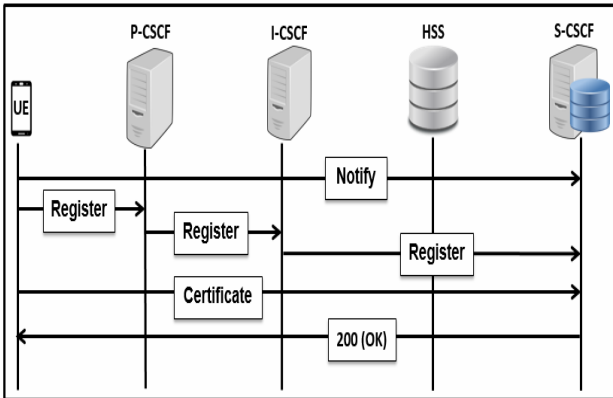 P-CSCF
I-CSCF
HSS
S-CSCF
UE
Notify
Register
Register
Register
Certificate
200 (OK)